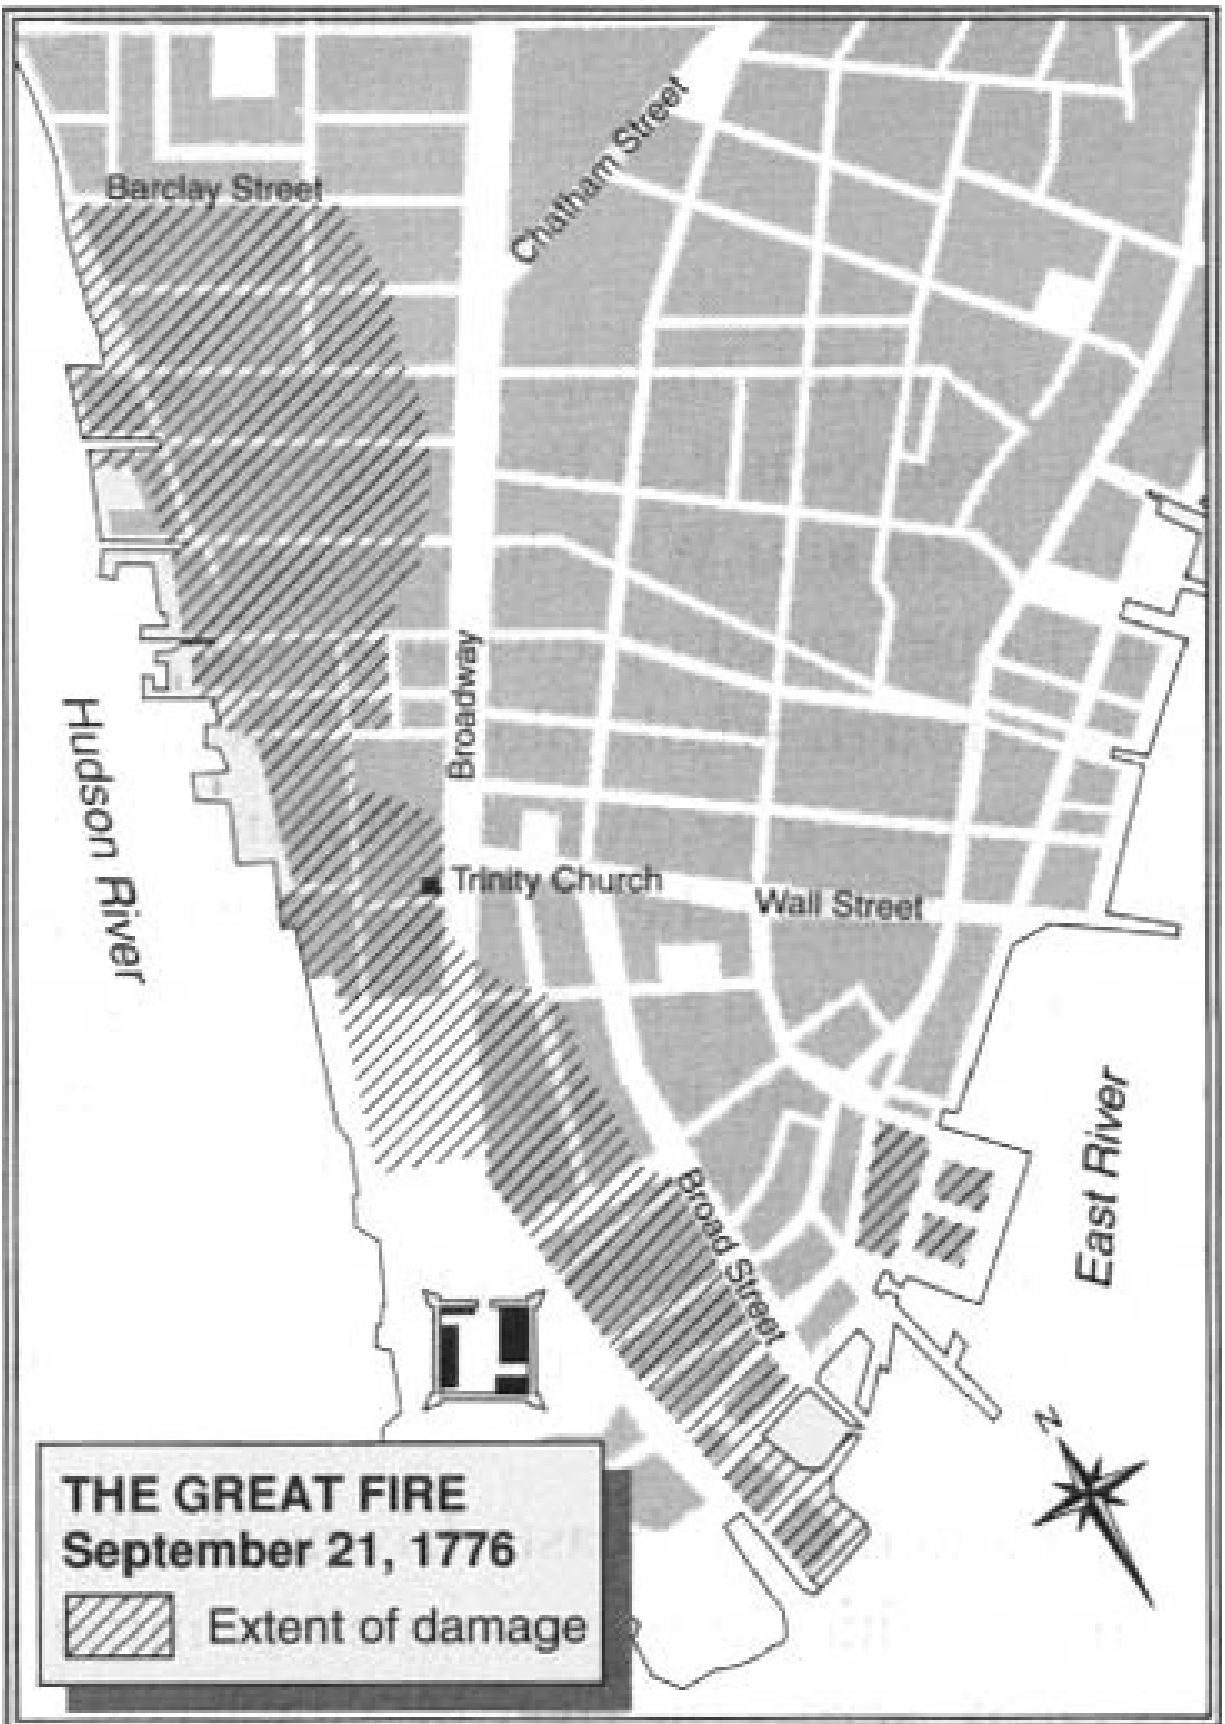 Barclay Street
Chatham Street
Broadway
Hudson River
Trinity Church
Wall Street
Broad Street
East River
N
THE GREAT FIRE
September 21, 1776
Extent of damage